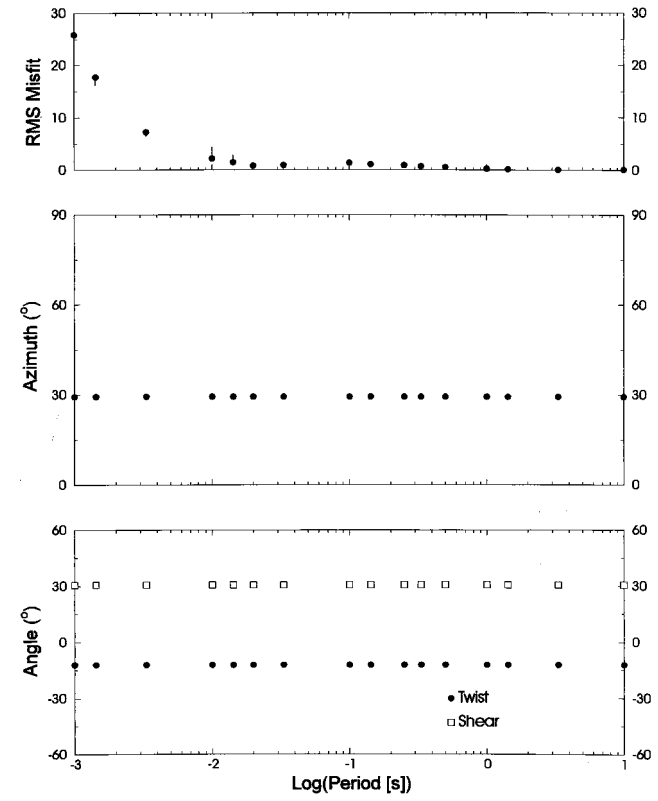 30 30
20 20
RMS Misfit
10 10
0 0
90 90
60 60
Azimuth (°)
30 30
0 0
60 60
30 30
Angle (°)
0 0
-30 -30
Twist
Shear
-60 -60
-3 -2 -1 0 1
Log(Period [s])